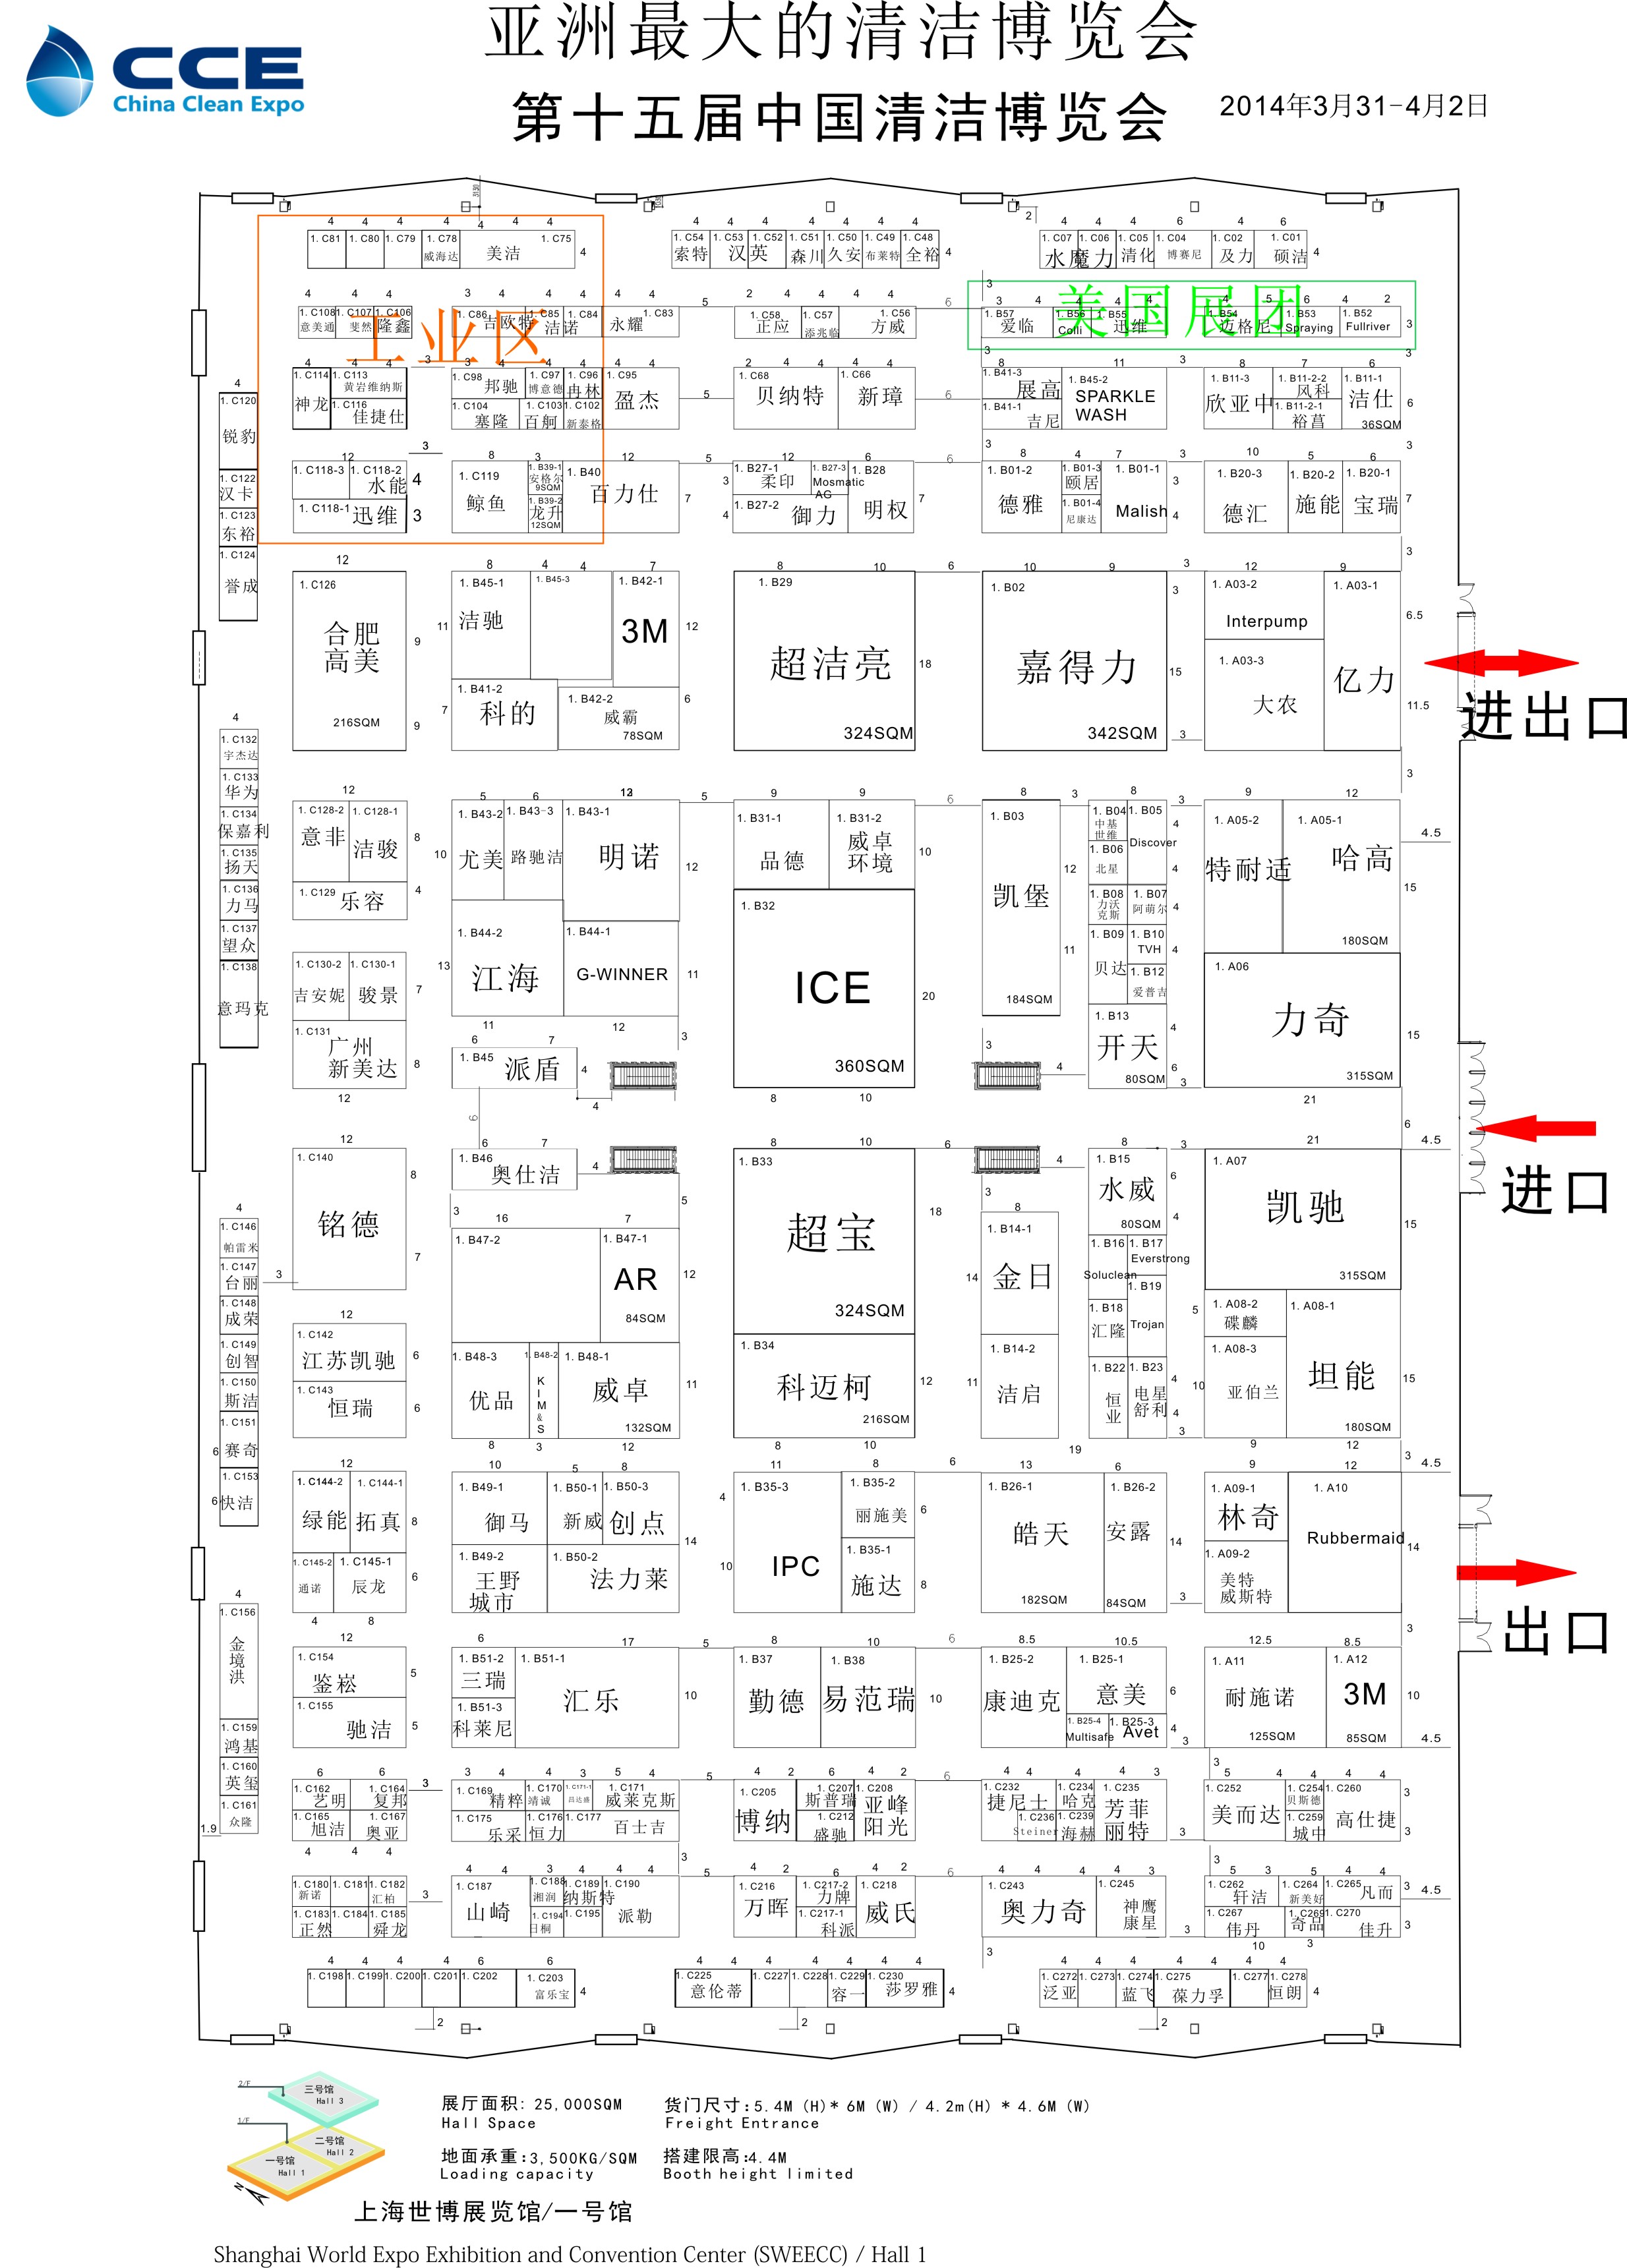 亚洲最大的清洁博览会
CCE
China Clean Expo
第十五届中国清洁博览会
2014年3月31-4月2日
1. C81 1. C80 1. C79 1. C78 威海达 美洁 1. C75
1. C54 索特 1. C53 汉英 1. C52 1. C51 森川 1. C50 久安 1. C49 布莱特 1. C48 全裕
1. C07 水魔力 1. C06 1. C05 清化 1. C04 博赛尼 1. C02 及力 1. C01 硕洁
工业区
美国展团
1. C108 意美通 1. C107 斐然 1. C106 隆鑫
1. C86 吉欧特 1. C85 洁诺 1. C84 永耀 1. C83
1. C58 正应 1. C57 添兆临 1. C56 方威
1. B57 爱临 1. B56 Colli 1. B55 迅维 1. B54 迈格尼 1. B53 Spraying 1. B52 Fullriver
1. C114 神龙 1. C113 黄岩维纳斯 1. C116 佳捷仕
1. C98 邦驰 1. C97 博意德 1. C96 冉林 1. C95 盈杰
1. C104 塞隆 1. C103 百舸 1. C102 新泰格
1. C68 贝纳特 1. C66 新璋
1. B41-3 展高 1. B41-1 吉尼 1. B45-2 SPARKLE WASH
1. B11-3 欣亚中 1. B11-2-2 风科 1. B11-2-1 裕菖 1. B11-1 洁仕 36SQM
1. C120 锐豹
1. C122 汉卡
1. C123 东裕
1. C124 誉成
1. C118-3 1. C118-2 水能 1. C118-1 迅维
1. C119 鲸鱼 1. B39-1 安格尔 9SQM 1. B39-2 龙升 12SQM 1. B40 百力仕
1. B27-1 柔印 1. B27-3 Mosmatic AG 1. B27-2 御力 1. B28 明权
1. B01-2 德雅 1. B01-3 颐居 1. B01-4 尼康达 1. B01-1 Malish
1. B20-3 德汇 1. B20-2 施能 1. B20-1 宝瑞
1. C126 合肥高美 216SQM
1. B45-1 洁驰 1. B45-3 1. B42-1 3M
1. B41-2 科的 1. B42-2 威霸 78SQM
1. B29 超洁亮 324SQM
1. B02 嘉得力 342SQM
1. A03-2 Interpump 1. A03-1 亿力 1. A03-3 大农
进出口
1. C132 宇杰达
1. C133 华为
1. C134 保嘉利
1. C135 扬天
1. C136 力马
1. C137 望众
1. C138 意玛克
1. C128-2 意非 1. C128-1 洁骏
1. C129 乐容
1. C130-2 吉安妮 1. C130-1 骏景
1. C131 广州新美达
1. B43-2 尤美 1. B43-3 路驰洁 1. B43-1 明诺
1. B44-2 江海 1. B44-1 G-WINNER
1. B45 派盾
1. B31-1 品德 1. B31-2 威卓环境
1. B32 ICE 360SQM
1. B03 凯堡 184SQM
1. B04 中基世维 1. B05 Discover
1. B06 北星
1. B08 力沃克斯 1. B07 阿萌尔
1. B09 贝达 1. B10 TVH 1. B12 爱普吉
1. B13 开天 80SQM
1. A05-2 特耐适 1. A05-1 哈高 180SQM
1. A06 力奇 315SQM
进口
1. C140 铭德
1. C146 帕雷米
1. C147 台丽
1. C148 成荣
1. C149 创智
1. C150 斯洁
1. C151 赛奇
1. C153 快洁
1. C142 江苏凯驰
1. C143 恒瑞
1. B46 奥仕洁
1. B47-2 1. B47-1 AR 84SQM
1. B48-3 优品 1. B48-2 KIM&S 1. B48-1 威卓 132SQM
1. B33 超宝 324SQM
1. B34 科迈柯 216SQM
1. B14-1 金日
1. B14-2 洁启
1. B15 水威 80SQM
1. B16 Soluclean 1. B17 Everstrong
1. B18 汇隆 1. B19 Trojan
1. B22 恒业 1. B23 电星舒利
1. A07 凯驰 315SQM
1. A08-2 碟麟 1. A08-1 坦能 180SQM
1. A08-3 亚伯兰
1. C144-2 绿能 1. C144-1 拓真
1. C145-2 通诺 1. C145-1 辰龙
1. B49-1 御马 1. B50-1 新威 1. B50-3 创点
1. B49-2 王野城市 1. B50-2 法力莱
1. B35-3 IPC 1. B35-2 丽施美 1. B35-1 施达
1. B26-1 皓天 182SQM 1. B26-2 安露 84SQM
1. A09-1 林奇 1. A10 Rubbermaid
1. A09-2 美特威斯特
出口
1. C156 金境洪
1. C159 鸿基
1. C160 英玺
1. C161 众隆
1. C154 鉴崧
1. C155 驰洁
1. B51-2 三瑞 1. B51-1 汇乐
1. B51-3 科莱尼
1. B37 勤德 1. B38 易范瑞
1. B25-2 康迪克 1. B25-1 意美
1. B25-4 Multisafe 1. B25-3 Avet
1. A11 耐施诺 125SQM 1. A12 3M 85SQM
1. C162 艺明 1. C164 复邦
1. C165 旭洁 1. C167 奥亚
1. C169 精粹 1. C170 靖诚 1. C171-1 昌达盛 1. C171 威莱克斯
1. C175 乐采 1. C176 恒力 1. C177 百士吉
1. C205 博纳 1. C207 斯普瑞 1. C208 亚峰阳光 1. C212 盛驰
1. C232 捷尼士 1. C234 哈克 1. C235 芳菲丽特
1. C236 Steiner 1. C239 海赫
1. C252 美而达 1. C254 贝斯德 1. C260 高仕捷 1. C259 城中
1. C180 新诺 1. C181 1. C182 汇柏
1. C183 正然 1. C184 1. C185 舜龙
1. C187 山崎 1. C188 湘润 1. C189 纳斯特 1. C190 派勒
1. C194 日桐 1. C195
1. C216 万晖 1. C217-2 力牌 1. C217-1 科派 1. C218 威氏
1. C243 奥力奇 1. C245 神鹰康星
1. C262 轩洁 1. C264 新美好 1. C265 凡而
1. C267 伟丹 1. C269 奇品 1. C270 佳升
1. C198 1. C199 1. C200 1. C201 1. C202 1. C203 富乐宝
1. C225 意伦蒂 1. C227 1. C228 1. C229 容一 1. C230 莎罗雅
1. C272 泛亚 1. C273 1. C274 蓝飞 1. C275 葆力孚 1. C277 1. C278 恒朗
2/F 三号馆 Hall 3
1/F 二号馆 Hall 2
一号馆 Hall 1
N
展厅面积: 25,000SQM
Hall Space
货门尺寸:5.4M (H)* 6M (W) / 4.2m(H) * 4.6M (W)
Freight Entrance
地面承重:3,500KG/SQM
Loading capacity
搭建限高:4.4M
Booth height limited
上海世博展览馆/一号馆
Shanghai World Expo Exhibition and Convention Center (SWEECC) / Hall 1